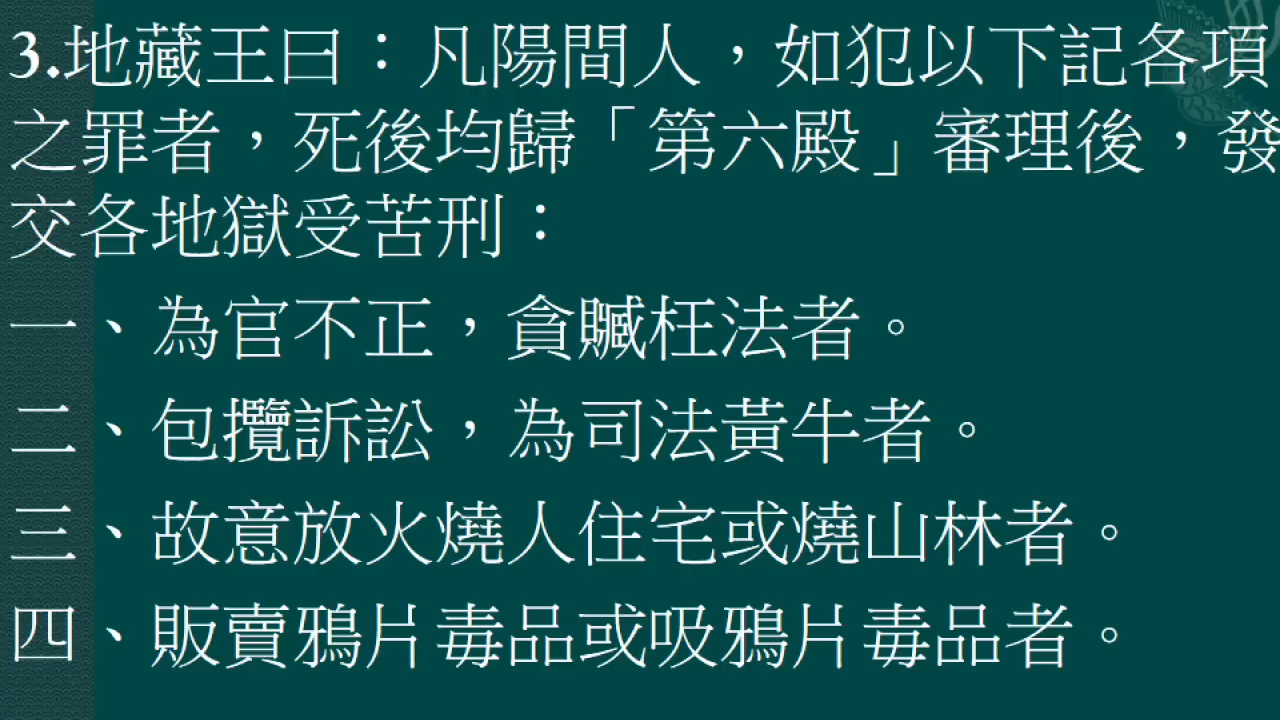 3.地藏王曰：凡陽間人，如犯以下記各項
之罪者，死後均歸「第六殿」審理後，發
交各地獄受苦刑：
一、為官不正，貪贓枉法者。
二、包攬訴訟，為司法黃牛者。
三、故意放火燒人住宅或燒山林者。
四、販賣鴉片毒品或吸鴉片毒品者。